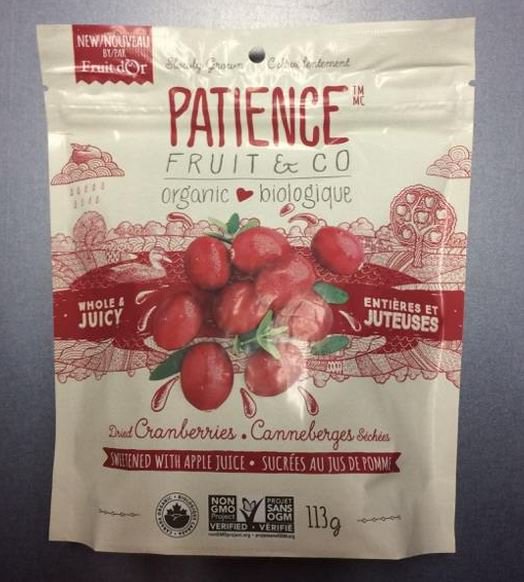 NEW/NOUVEAU
BY/PAR
Fruit d'Or
Slowly Grown Cultivé lentement
PATIENCE TM MC
FRUIT & CO
organic biologique
WHOLE &
JUICY
ENTIÈRES ET
JUTEUSES
Dried Cranberries • Canneberges Séchées
SWEETENED WITH APPLE JUICE • SUCRÉES AU JUS DE POMME
NON
GMO
Project
VERIFIED
PROJET
SANS
OGM
VÉRIFIÉ
nongmoproject.org
113g